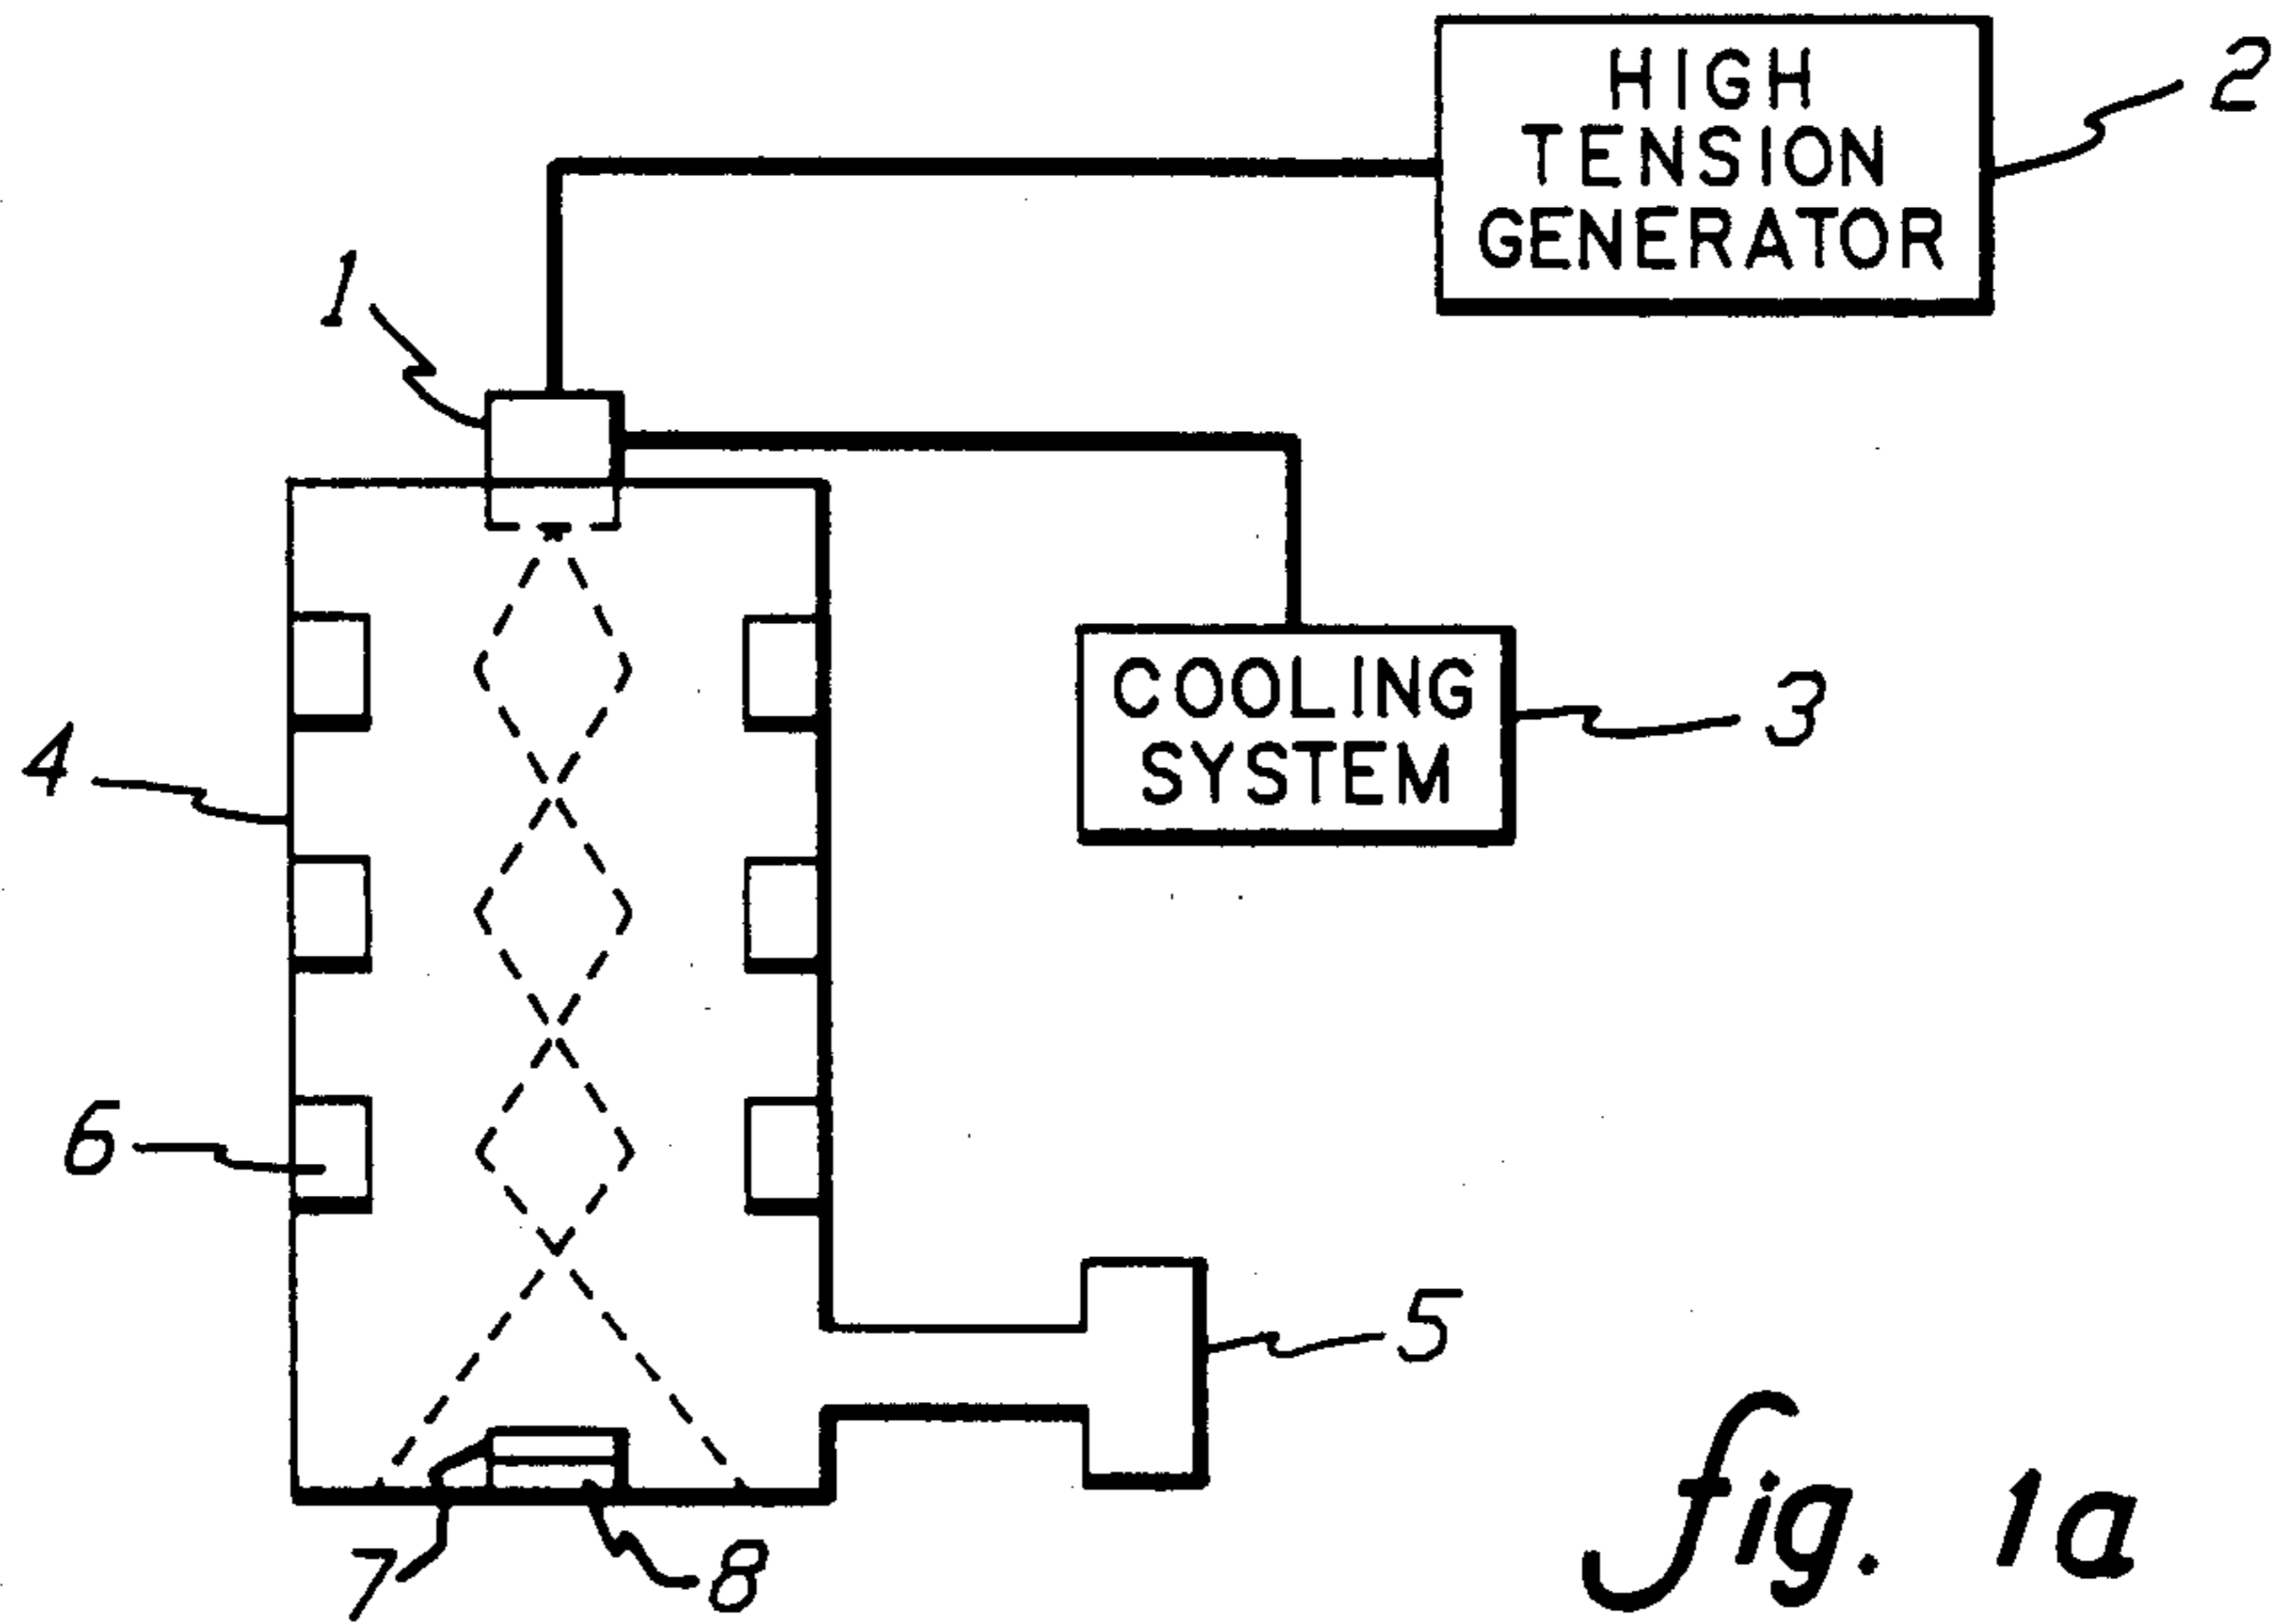 HIGH
TENSION
GENERATOR
2
1
COOLING
SYSTEM
3
4
6
5
7
8
fig. 1a